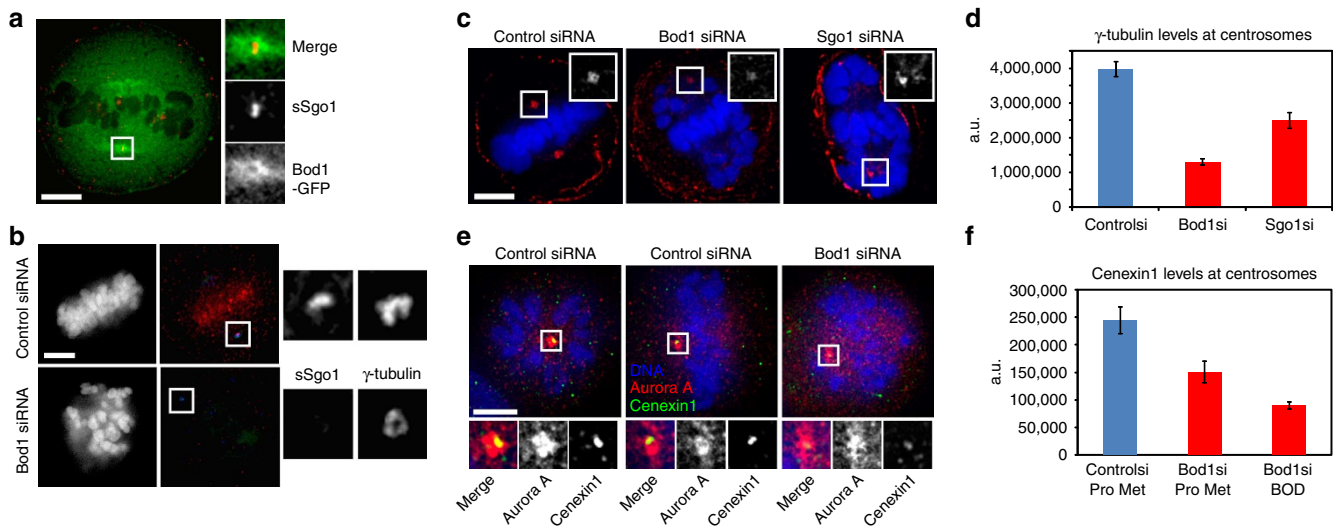 a
Merge
sSgo1
Bod1
-GFP
b
Control siRNA
Bod1 siRNA
sSgo1
γ-tubulin
c
Control siRNA
Bod1 siRNA
Sgo1 siRNA
d
γ-tubulin levels at centrosomes
a.u.
4,000,000
3,000,000
2,000,000
1,000,000
0
Controlsi
Bod1si
Sgo1si
e
Control siRNA
Control siRNA
Bod1 siRNA
DNA
Aurora A
Cenexin1
Merge
Aurora A
Cenexin1
Merge
Aurora A
Cenexin1
Merge
Aurora A
Cenexin1
f
Cenexin1 levels at centrosomes
a.u.
300,000
250,000
200,000
150,000
100,000
50,000
0
Controlsi
Pro Met
Bod1si
Pro Met
Bod1si
BOD